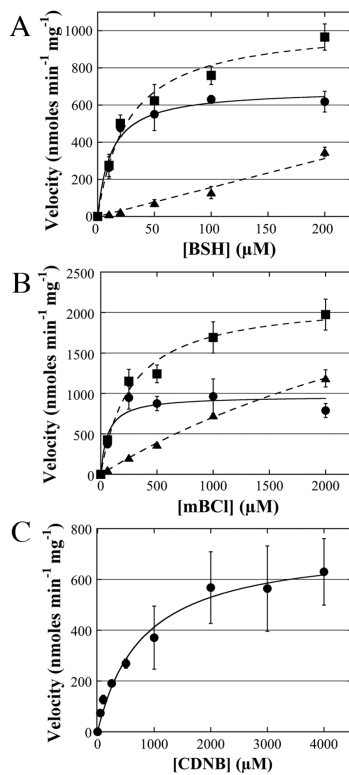 A
Velocity (nmoles min⁻¹ mg⁻¹)
1000
800
600
400
200
0
0 50 100 150 200
[BSH] (µM)
B
Velocity (nmoles min⁻¹ mg⁻¹)
2500
2000
1500
1000
500
0
0 500 1000 1500 2000
[mBCl] (µM)
C
Velocity (nmoles min⁻¹ mg⁻¹)
800
600
400
200
0
0 1000 2000 3000 4000
[CDNB] (µM)